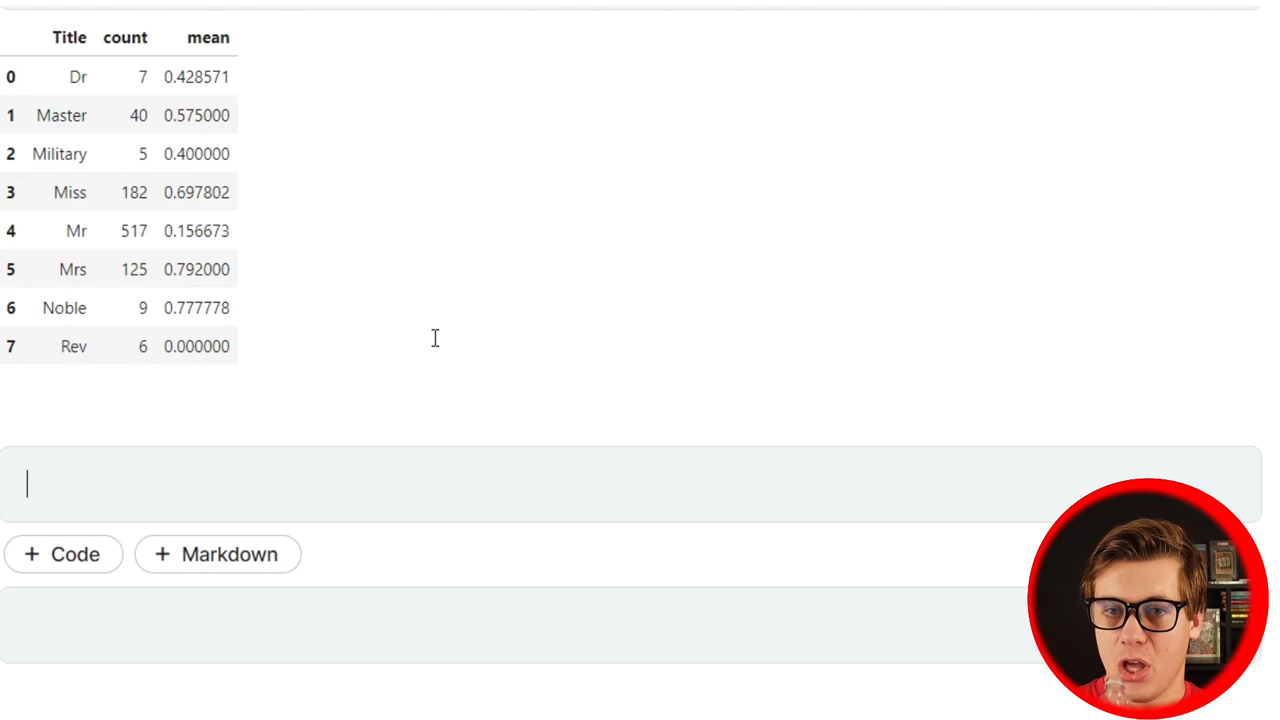 Title count mean
0 Dr 7 0.428571
1 Master 40 0.575000
2 Military 5 0.400000
3 Miss 182 0.697802
4 Mr 517 0.156673
5 Mrs 125 0.792000
6 Noble 9 0.777778
7 Rev 6 0.000000
+ Code + Markdown